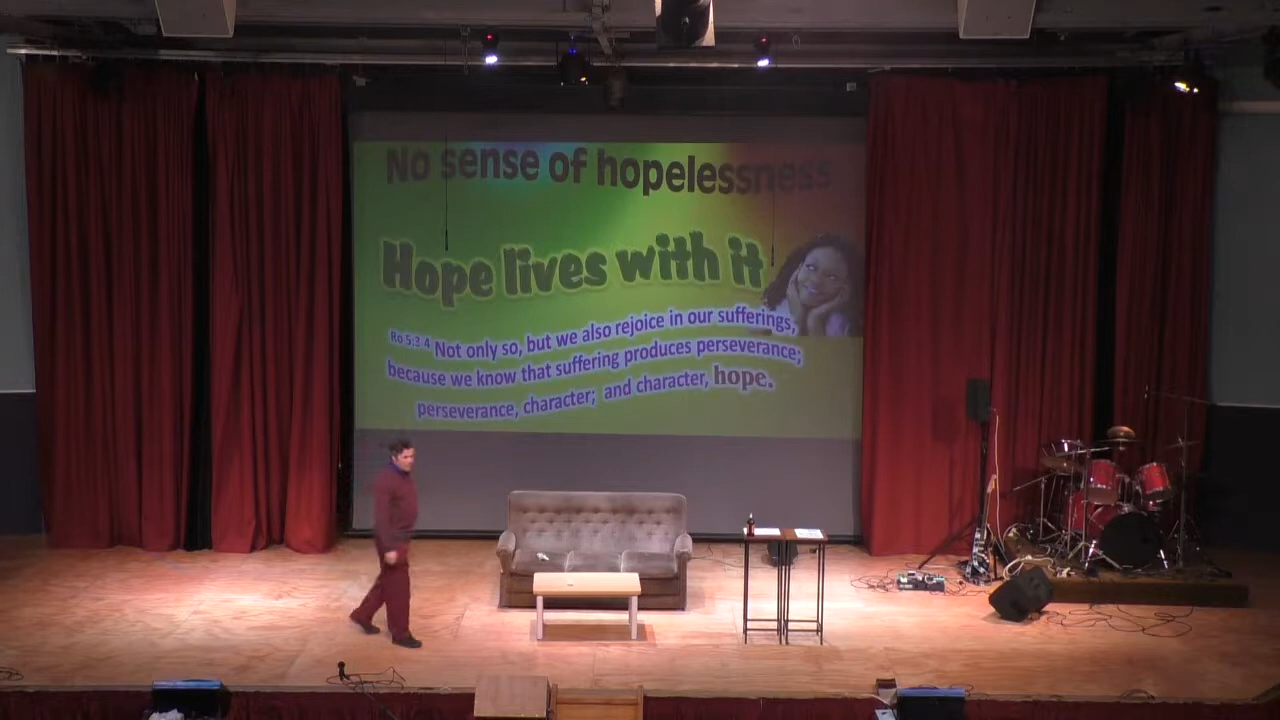 No sense of hopelessness
Hope lives with it
Ro 5:3 4 Not only so, but we also rejoice in our sufferings,
because we know that suffering produces perseverance;
perseverance, character; and character, hope.